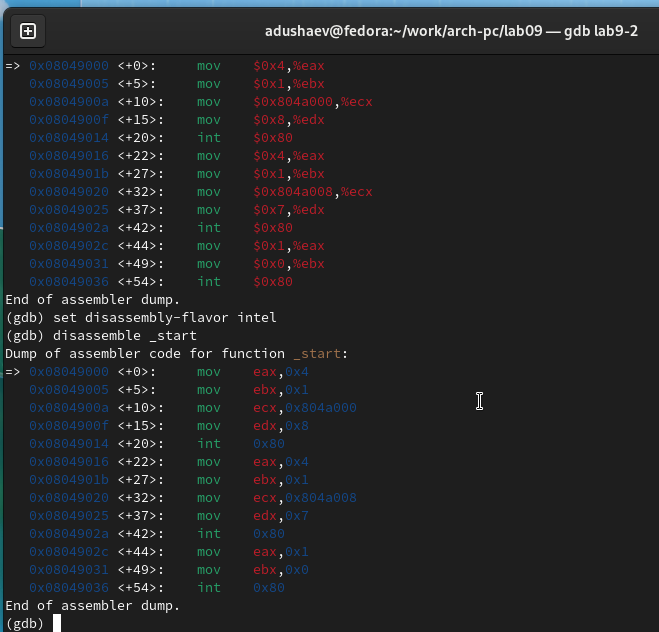 adushaev@fedora:~/work/arch-pc/lab09 — gdb lab9-2
=> 0x08049000 <+0>:     mov    $0x4,%eax
   0x08049005 <+5>:     mov    $0x1,%ebx
   0x0804900a <+10>:    mov    $0x804a000,%ecx
   0x0804900f <+15>:    mov    $0x8,%edx
   0x08049014 <+20>:    int    $0x80
   0x08049016 <+22>:    mov    $0x4,%eax
   0x0804901b <+27>:    mov    $0x1,%ebx
   0x08049020 <+32>:    mov    $0x804a008,%ecx
   0x08049025 <+37>:    mov    $0x7,%edx
   0x0804902a <+42>:    int    $0x80
   0x0804902c <+44>:    mov    $0x1,%eax
   0x08049031 <+49>:    mov    $0x0,%ebx
   0x08049036 <+54>:    int    $0x80
End of assembler dump.
(gdb) set disassembly-flavor intel
(gdb) disassemble _start
Dump of assembler code for function _start:
=> 0x08049000 <+0>:     mov    eax,0x4
   0x08049005 <+5>:     mov    ebx,0x1
   0x0804900a <+10>:    mov    ecx,0x804a000
   0x0804900f <+15>:    mov    edx,0x8
   0x08049014 <+20>:    int    0x80
   0x08049016 <+22>:    mov    eax,0x4
   0x0804901b <+27>:    mov    ebx,0x1
   0x08049020 <+32>:    mov    ecx,0x804a008
   0x08049025 <+37>:    mov    edx,0x7
   0x0804902a <+42>:    int    0x80
   0x0804902c <+44>:    mov    eax,0x1
   0x08049031 <+49>:    mov    ebx,0x0
   0x08049036 <+54>:    int    0x80
End of assembler dump.
(gdb)